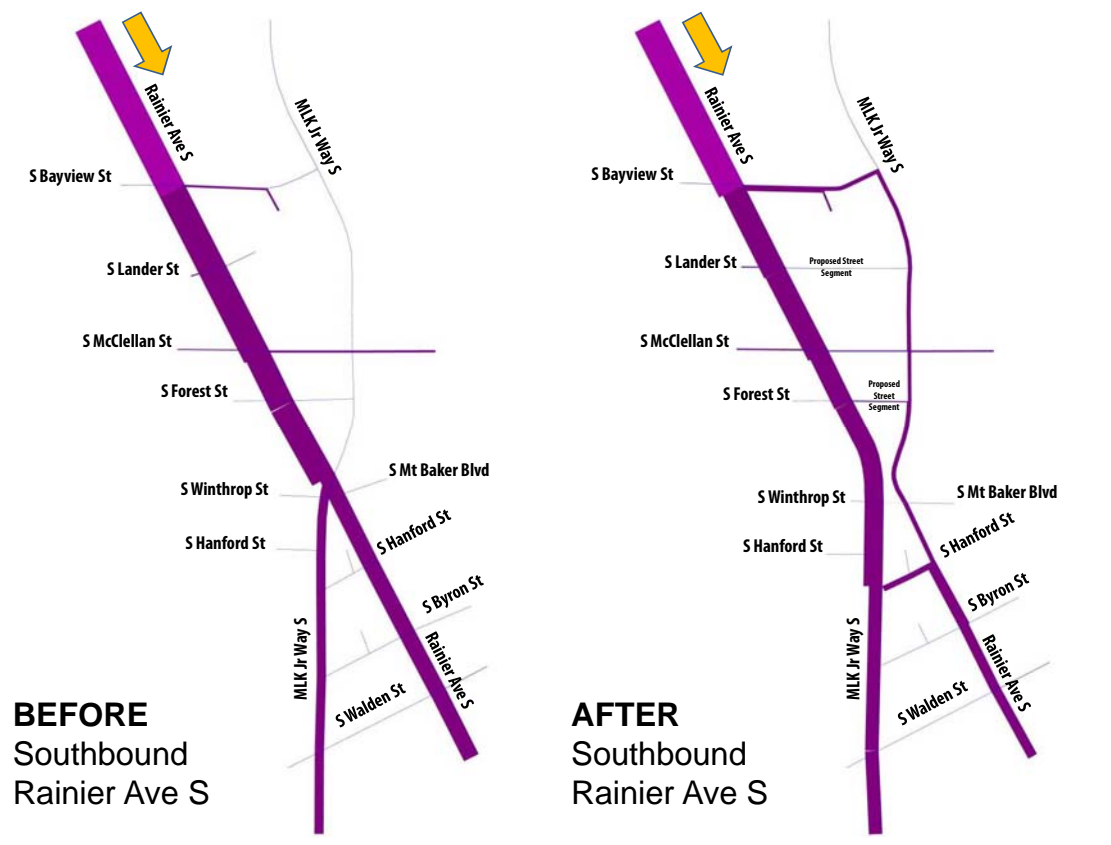 Rainier Ave S
MLK Jr Way S
S Bayview St
S Lander St
S McClellan St
S Forest St
S Mt Baker Blvd
S Winthrop St
S Hanford St
S Hanford St
S Byron St
MLK Jr Way S
Rainier Ave S
S Walden St
BEFORE
Southbound
Rainier Ave S
Rainier Ave S
MLK Jr Way S
S Bayview St
S Lander St
Proposed Street
Segment
S McClellan St
S Forest St
Proposed
Street
Segment
S Winthrop St
S Mt Baker Blvd
S Hanford St
S Hanford St
S Byron St
MLK Jr Way S
Rainier Ave S
S Walden St
AFTER
Southbound
Rainier Ave S